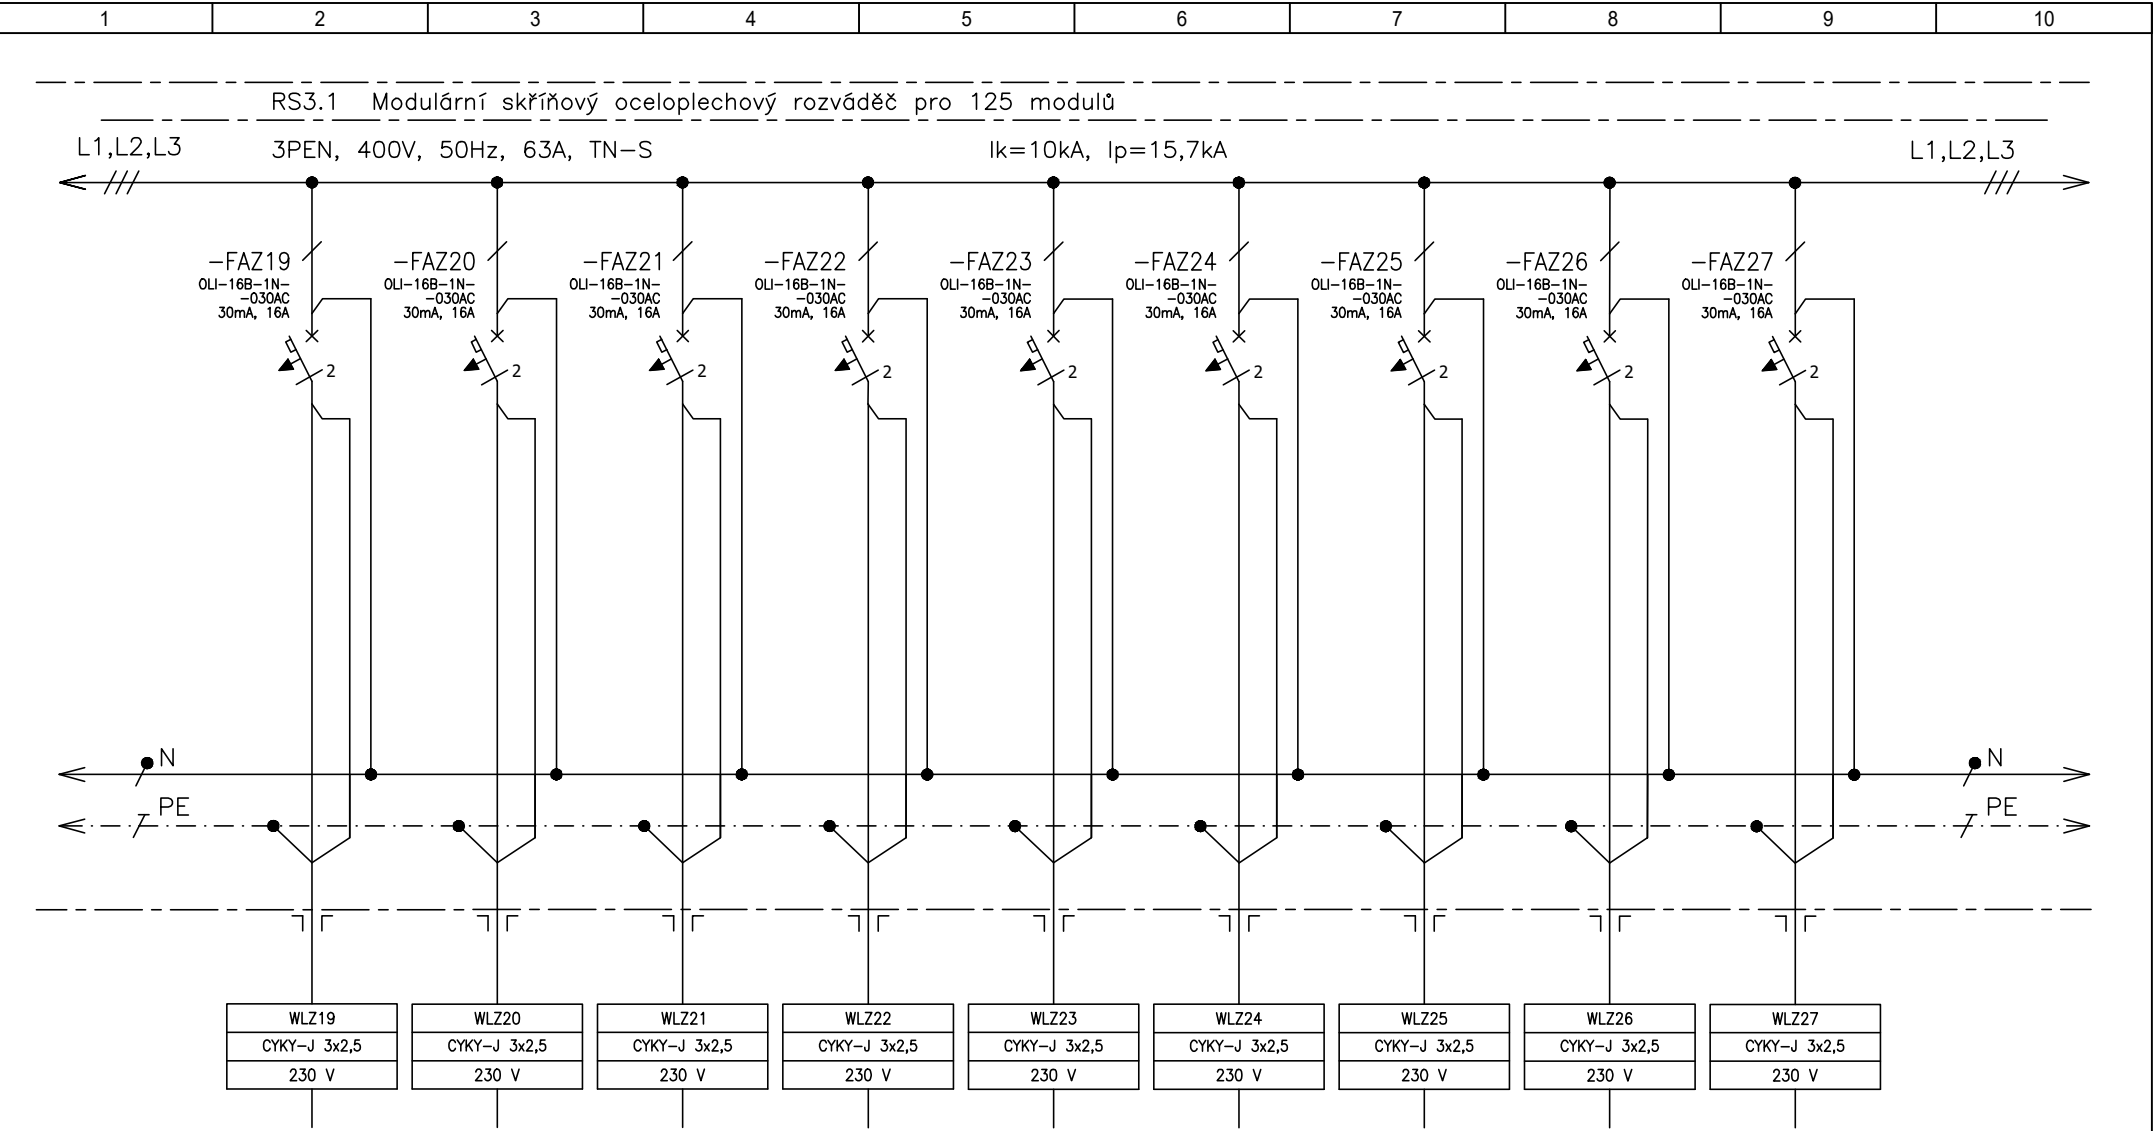 1 2 3 4 5 6 7 8 9 10
RS3.1 Modulární skříňový oceloplechový rozváděč pro 125 modulů
L1,L2,L3 3PEN, 400V, 50Hz, 63A, TN-S Ik=10kA, Ip=15,7kA L1,L2,L3
-FAZ19 -FAZ20 -FAZ21 -FAZ22 -FAZ23 -FAZ24 -FAZ25 -FAZ26 -FAZ27
OLI-16B-1N- OLI-16B-1N- OLI-16B-1N- OLI-16B-1N- OLI-16B-1N- OLI-16B-1N- OLI-16B-1N- OLI-16B-1N- OLI-16B-1N-
-030AC -030AC -030AC -030AC -030AC -030AC -030AC -030AC -030AC
30mA, 16A 30mA, 16A 30mA, 16A 30mA, 16A 30mA, 16A 30mA, 16A 30mA, 16A 30mA, 16A 30mA, 16A
2 2 2 2 2 2 2 2 2
N N
PE PE
WLZ19 WLZ20 WLZ21 WLZ22 WLZ23 WLZ24 WLZ25 WLZ26 WLZ27
CYKY-J 3x2,5 CYKY-J 3x2,5 CYKY-J 3x2,5 CYKY-J 3x2,5 CYKY-J 3x2,5 CYKY-J 3x2,5 CYKY-J 3x2,5 CYKY-J 3x2,5 CYKY-J 3x2,5
230 V 230 V 230 V 230 V 230 V 230 V 230 V 230 V 230 V